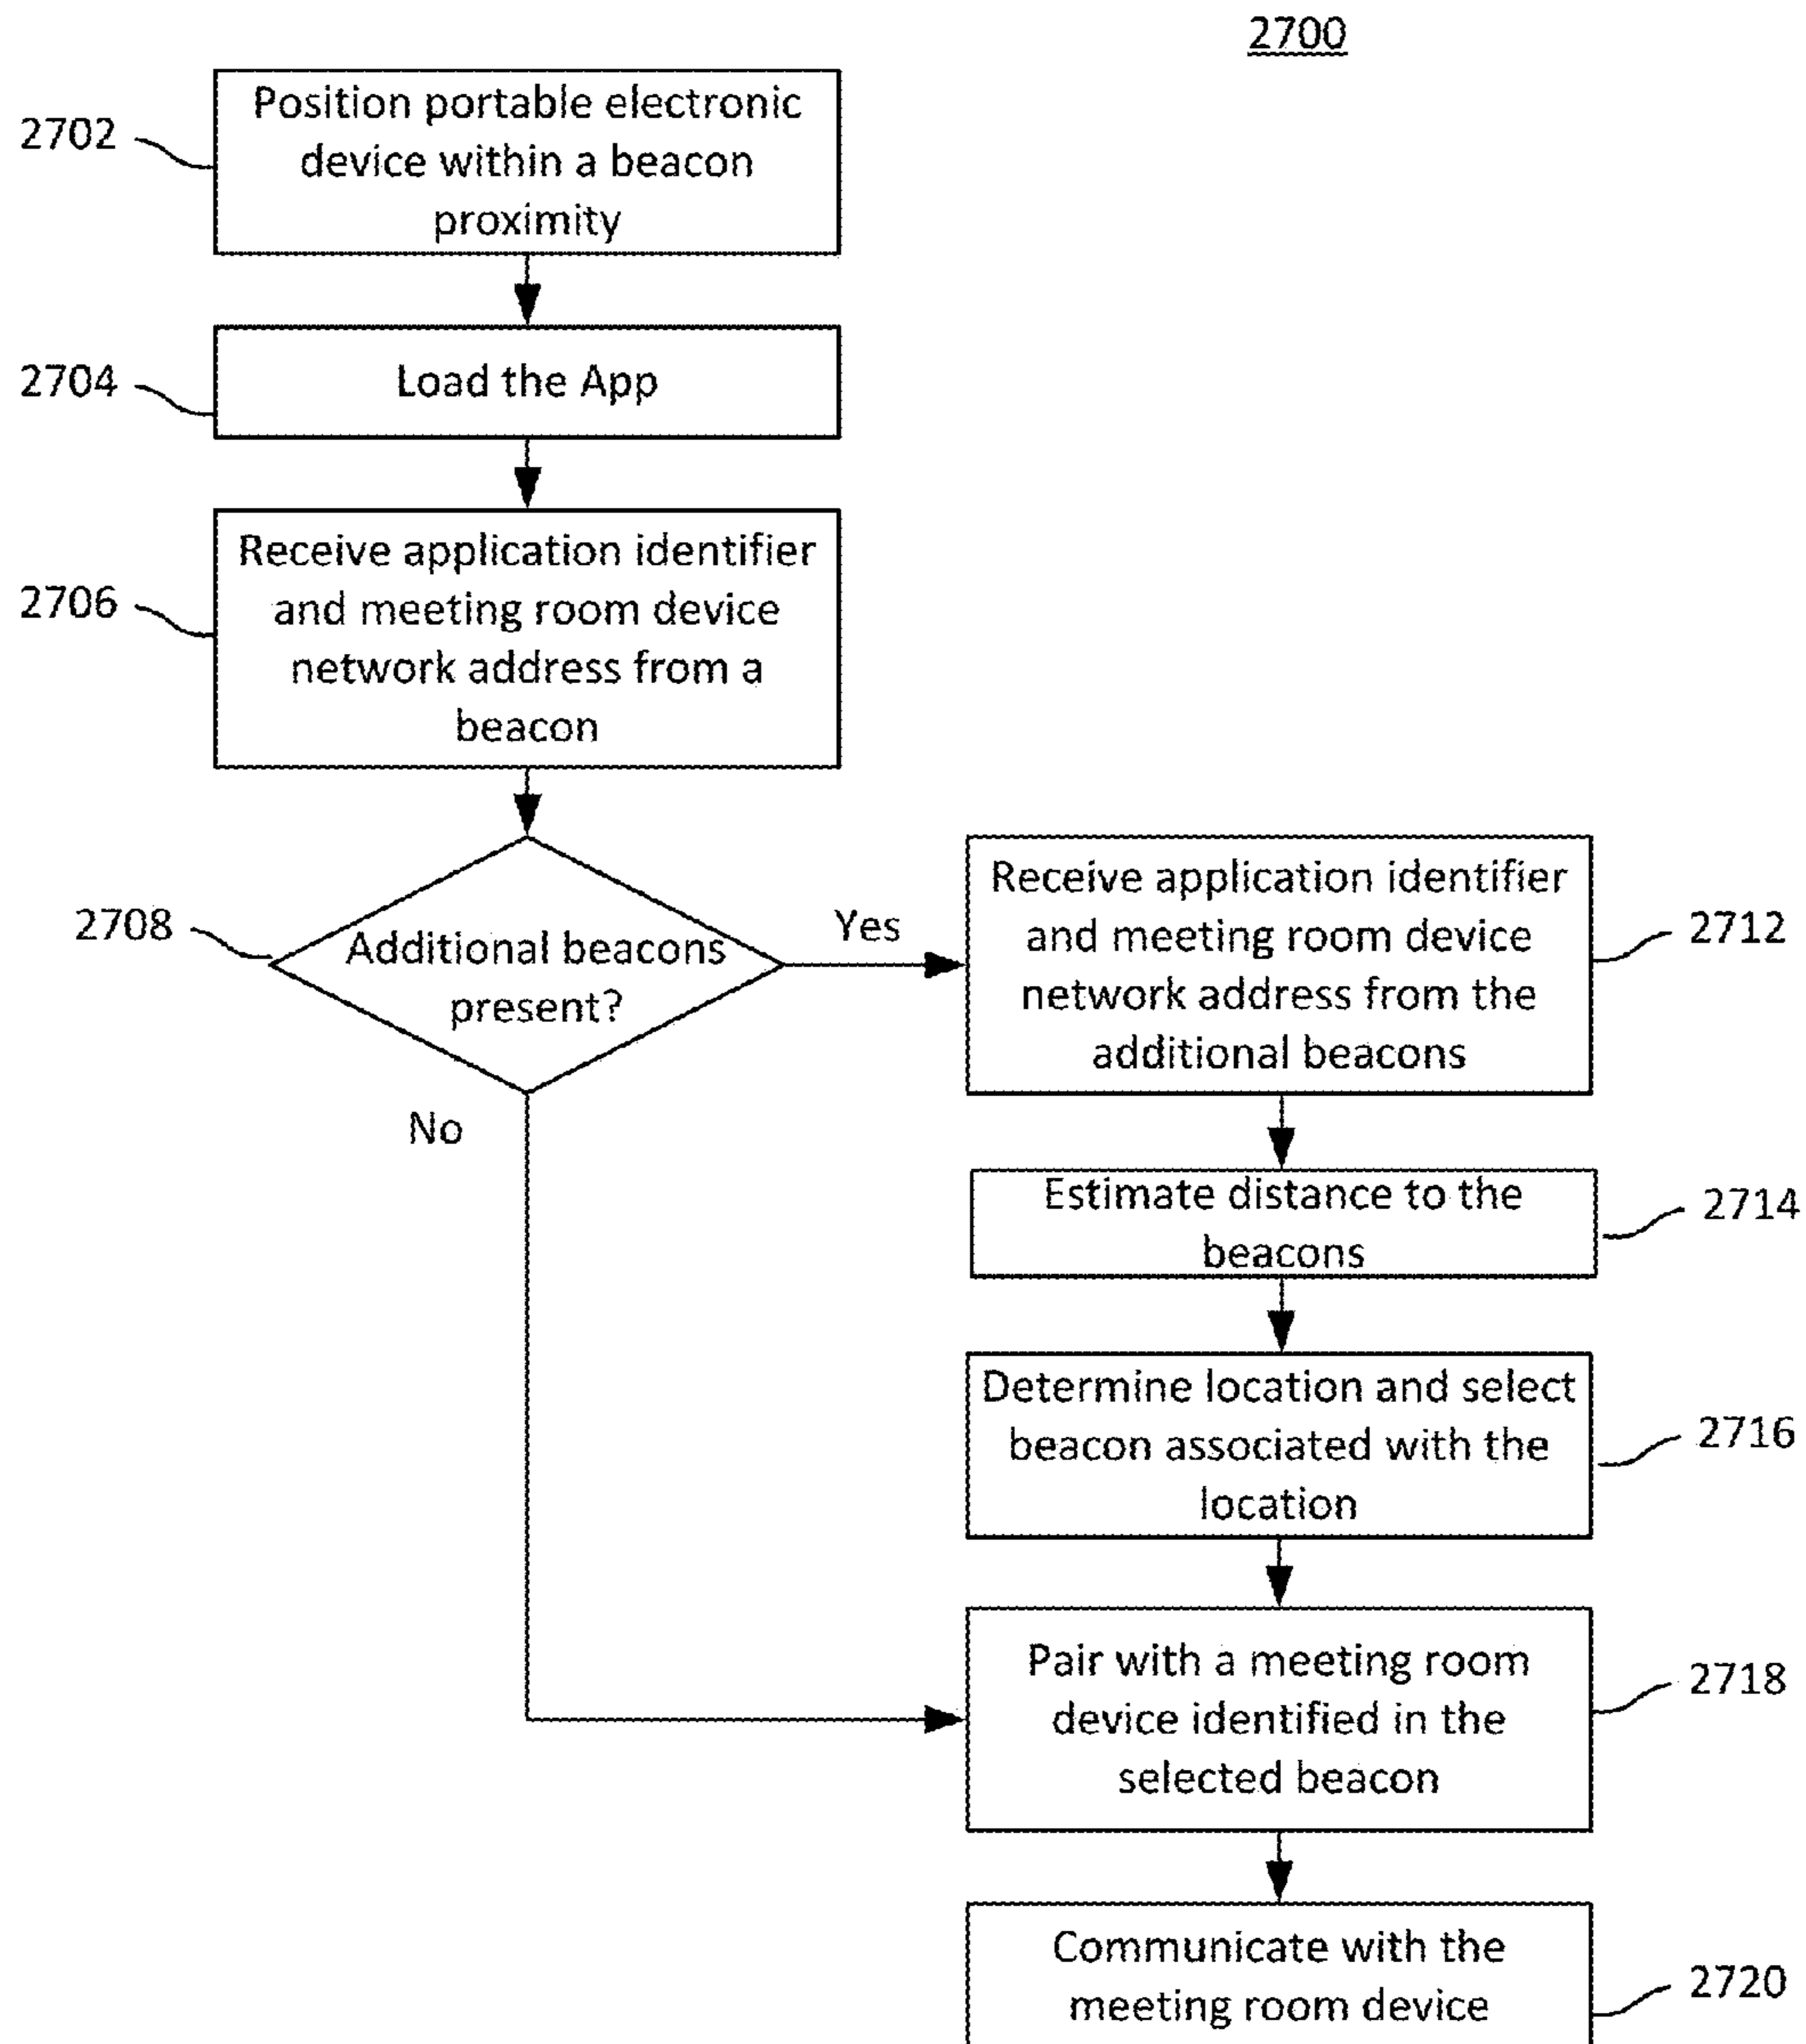 2700
2702
Position portable electronic
device within a beacon
proximity
2704
Load the App
2706
Receive application identifier
and meeting room device
network address from a
beacon
2708
Additional beacons
present?
Yes
No
Receive application identifier
and meeting room device
network address from the
additional beacons
2712
Estimate distance to the
beacons
2714
Determine location and select
beacon associated with the
location
2716
Pair with a meeting room
device identified in the
selected beacon
2718
Communicate with the
meeting room device
2720